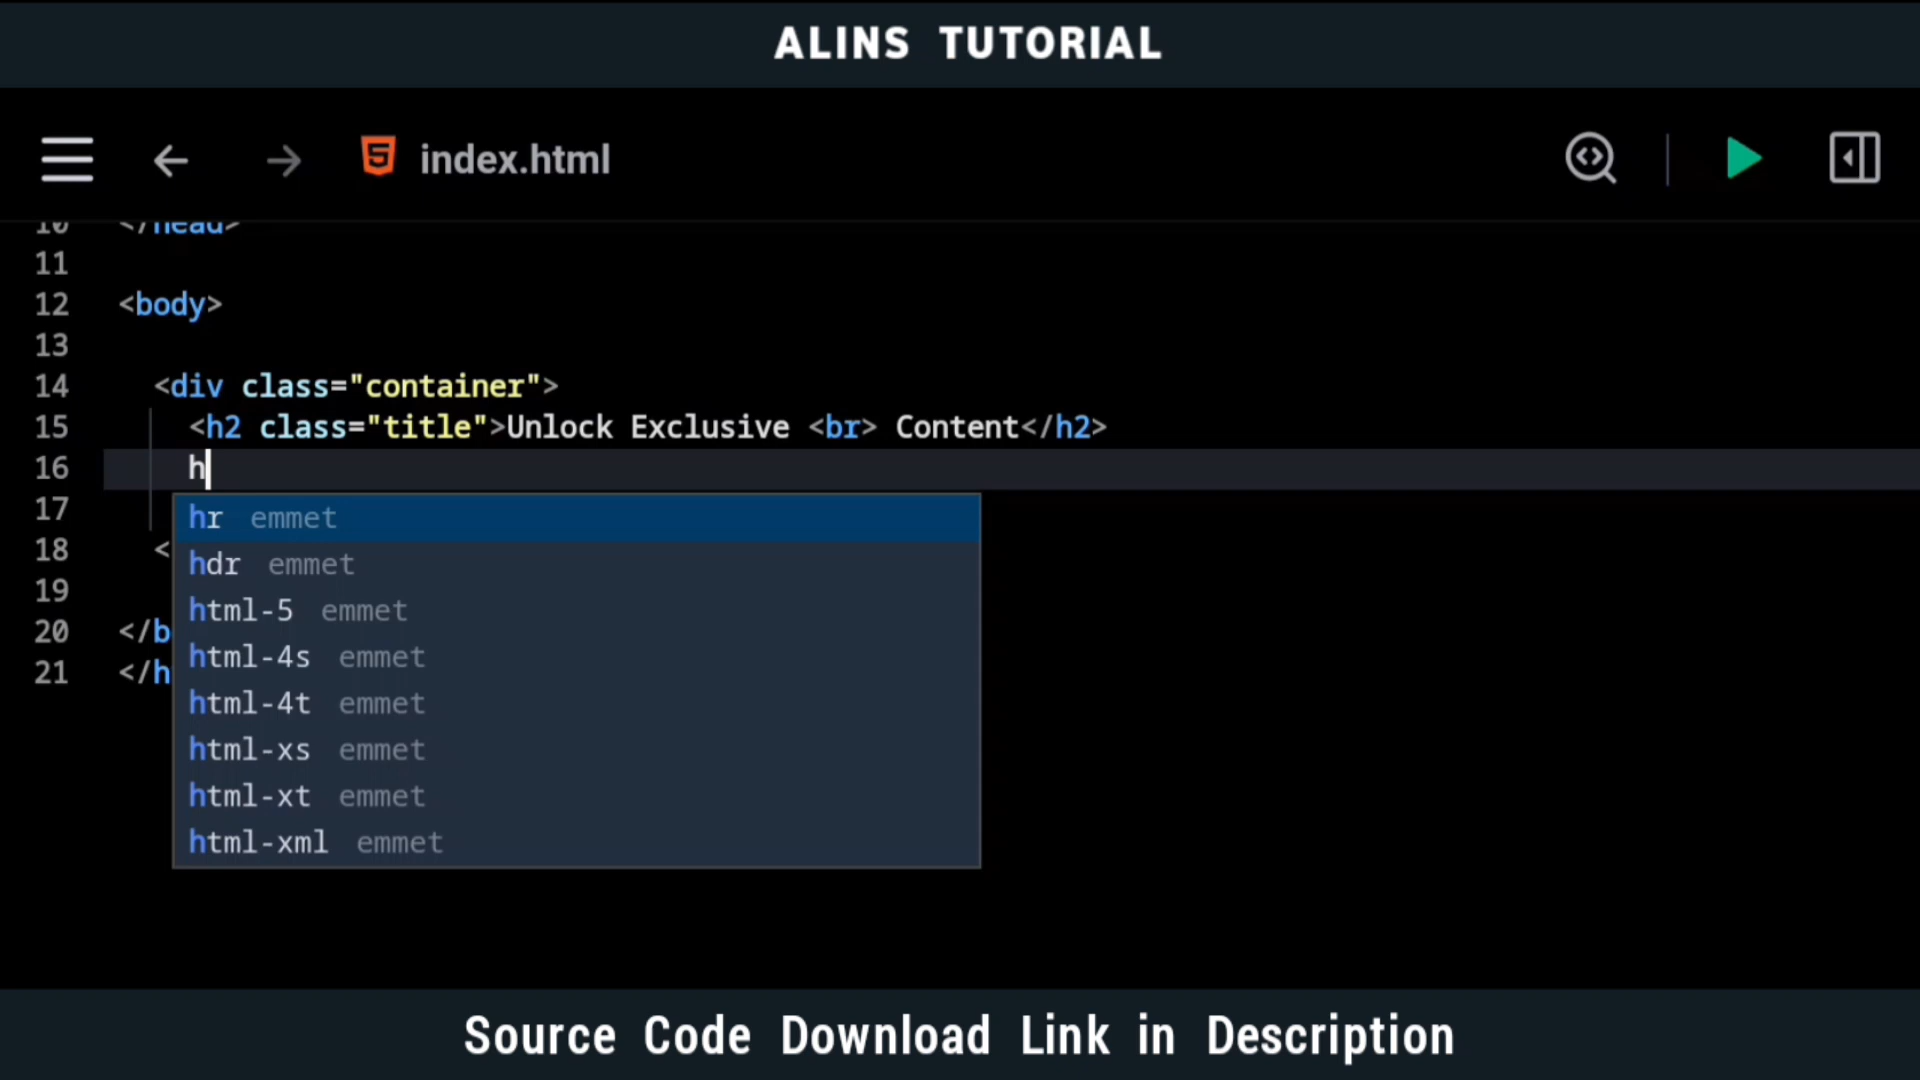 ALINS TUTORIAL
index.html
10 </head>
11
12 <body>
13
14 <div class="container">
15 <h2 class="title">Unlock Exclusive <br> Content</h2>
16 h
17
18 <
19
20 </b
21 </h
hr emmet
hdr emmet
html-5 emmet
html-4s emmet
html-4t emmet
html-xs emmet
html-xt emmet
html-xml emmet
Source Code Download Link in Description